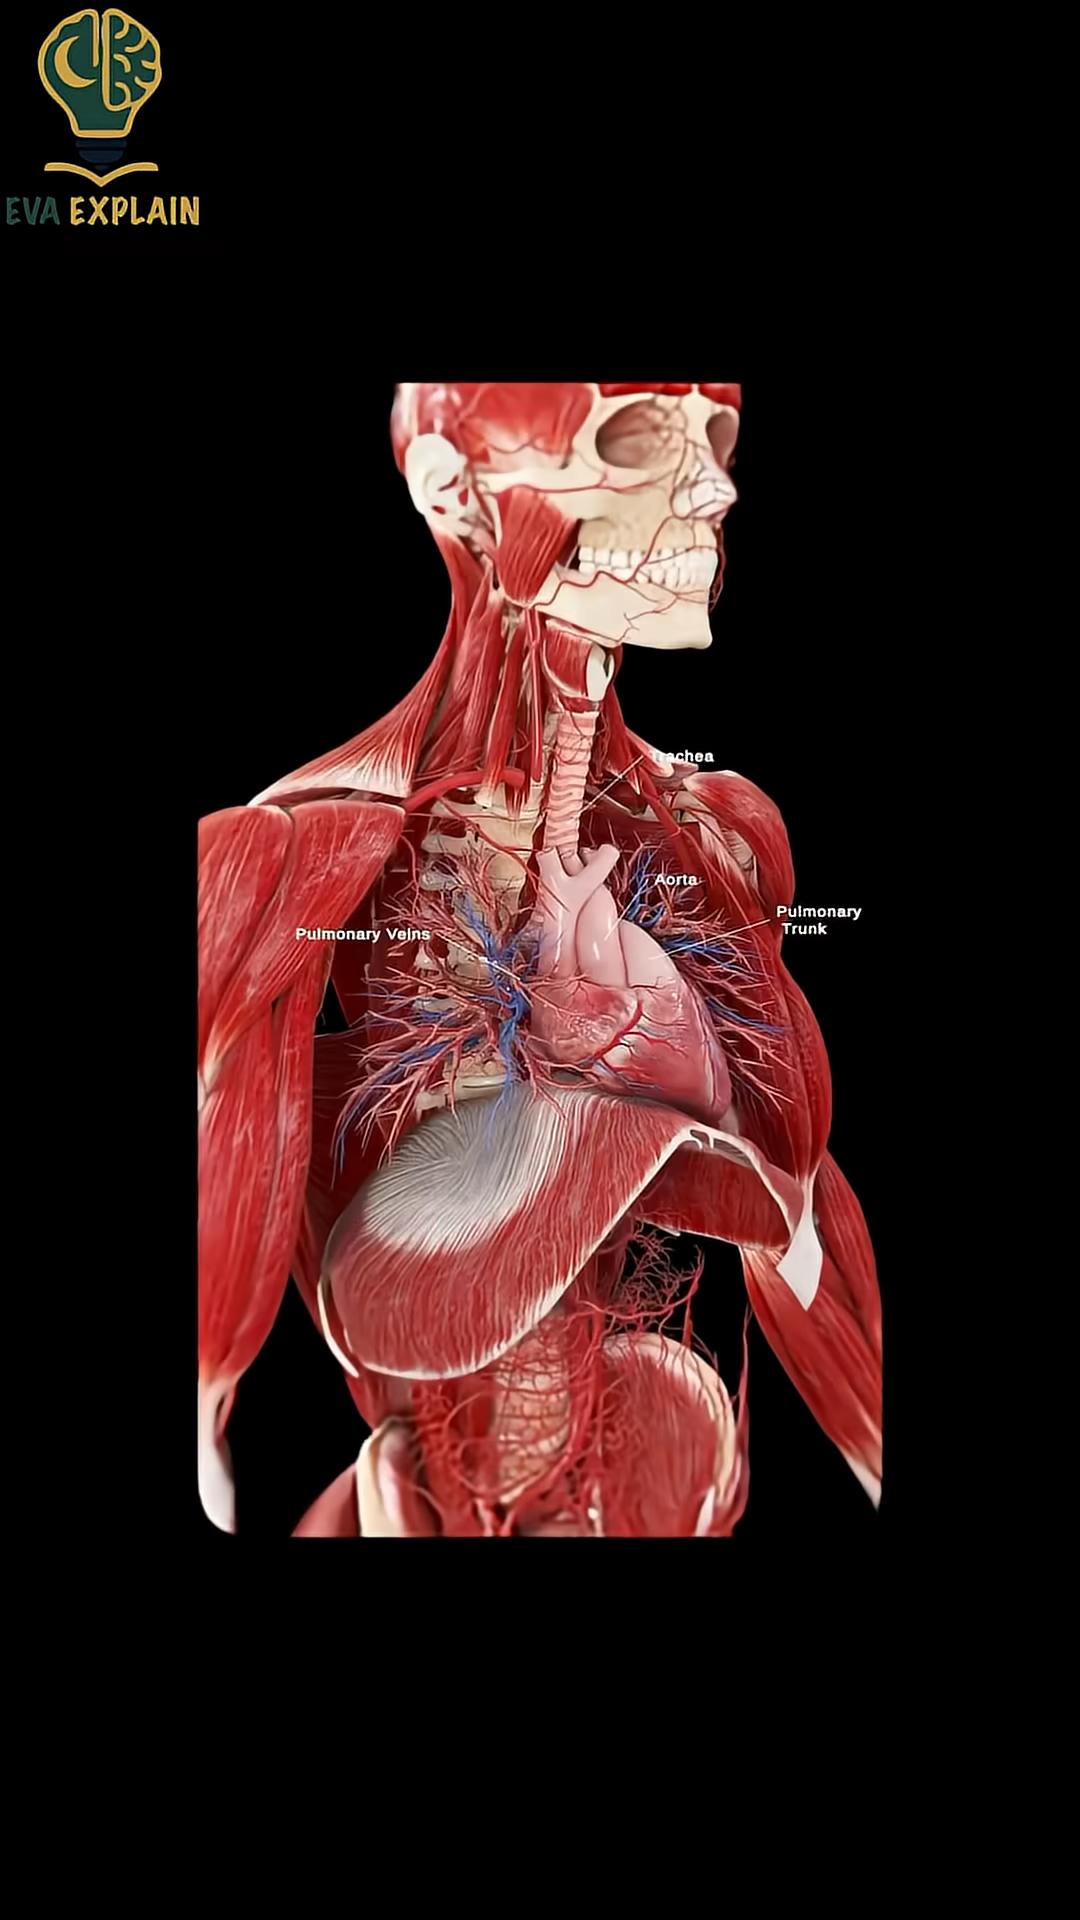 EVA EXPLAIN
Trachea
Aorta
Pulmonary
Trunk
Pulmonary Veins